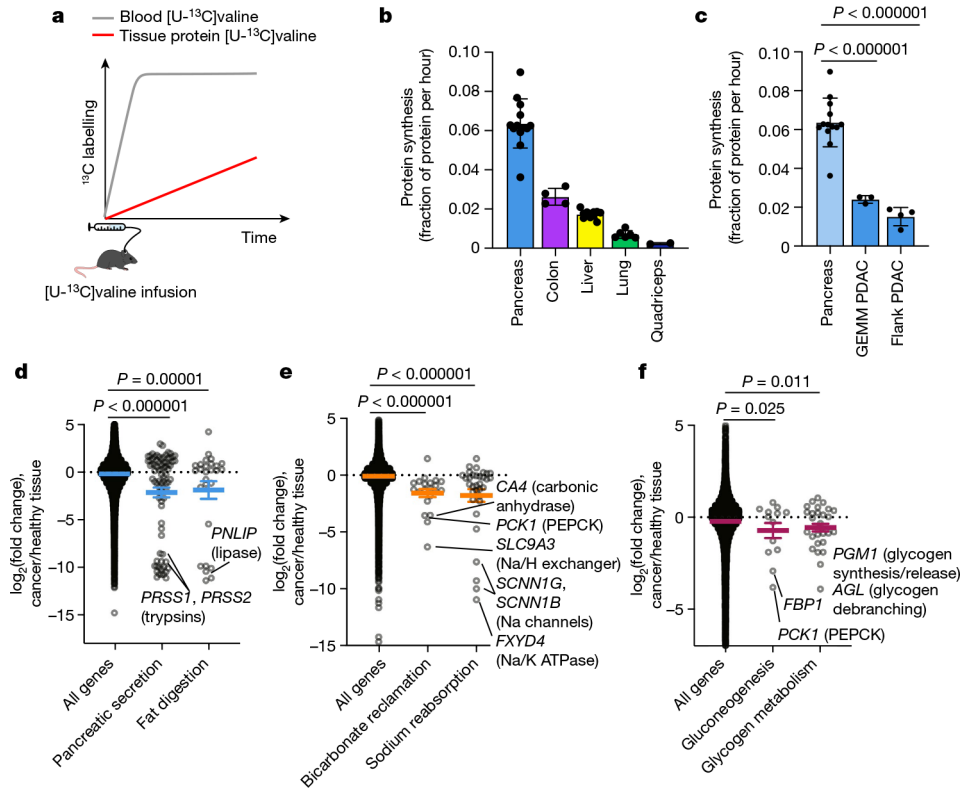 a
Blood [U-¹³C]valine
Tissue protein [U-¹³C]valine
¹³C labelling
Time
[U-¹³C]valine infusion
b
Protein synthesis
(fraction of protein per hour)
0.10
0.08
0.06
0.04
0.02
0
Pancreas
Colon
Liver
Lung
Quadriceps
c
P < 0.000001
P < 0.000001
Protein synthesis
(fraction of protein per hour)
0.10
0.08
0.06
0.04
0.02
0
Pancreas
GEMM PDAC
Flank PDAC
d
P = 0.00001
P < 0.000001
log₂(fold change),
cancer/healthy tissue
5
0
−5
−10
−15
PNLIP
(lipase)
PRSS1, PRSS2
(trypsins)
All genes
Pancreatic secretion
Fat digestion
e
P < 0.000001
P < 0.000001
log₂(fold change),
cancer/healthy tissue
5
0
−5
−10
−15
CA4 (carbonic
anhydrase)
PCK1 (PEPCK)
SLC9A3
(Na/H exchanger)
SCNN1G,
SCNN1B
(Na channels)
FXYD4
(Na/K ATPase)
All genes
Bicarbonate reclamation
Sodium reabsorption
f
P = 0.011
P = 0.025
log₂(fold change),
cancer/healthy tissue
5
0
−5
PGM1 (glycogen
synthesis/release)
AGL (glycogen
debranching)
FBP1
PCK1 (PEPCK)
All genes
Gluconeogenesis
Glycogen metabolism